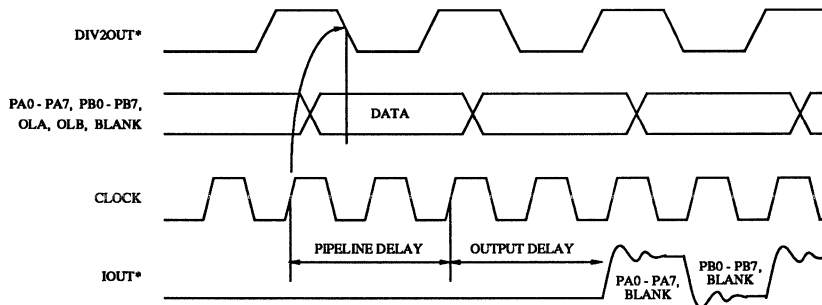 DIV2OUT*
PA0 - PA7, PB0 - PB7,
OLA, OLB, BLANK
DATA
CLOCK
PIPELINE DELAY
OUTPUT DELAY
IOUT*
PA0 - PA7,
BLANK
PB0 - PB7,
BLANK